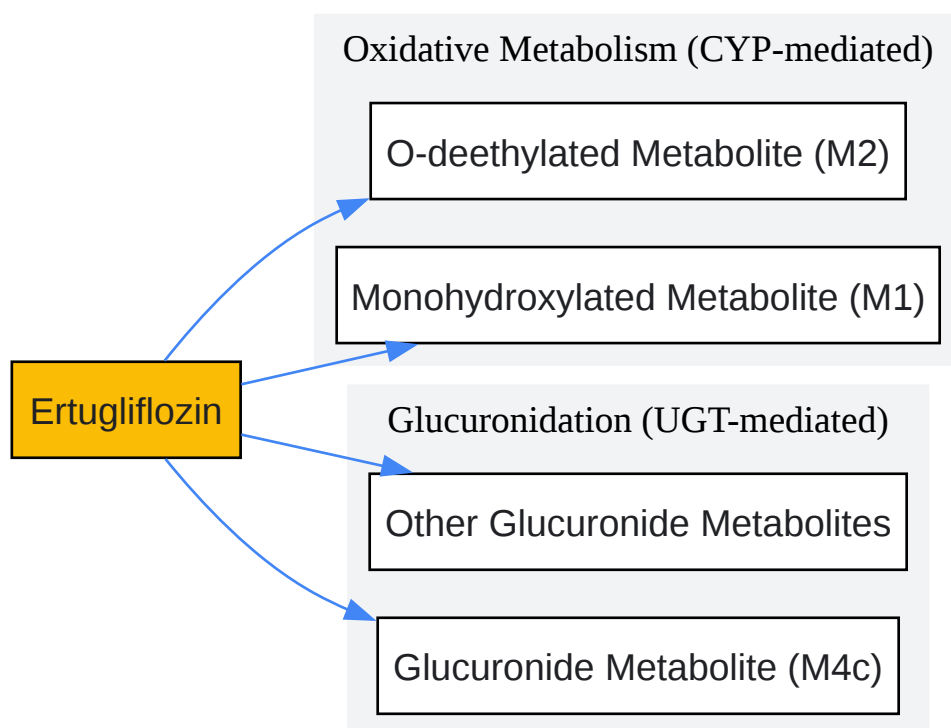 Oxidative Metabolism (CYP-mediated)
O-deethylated Metabolite (M2)
Monohydroxylated Metabolite (M1)
Ertugliflozin
Glucuronidation (UGT-mediated)
Other Glucuronide Metabolites
Glucuronide Metabolite (M4c)